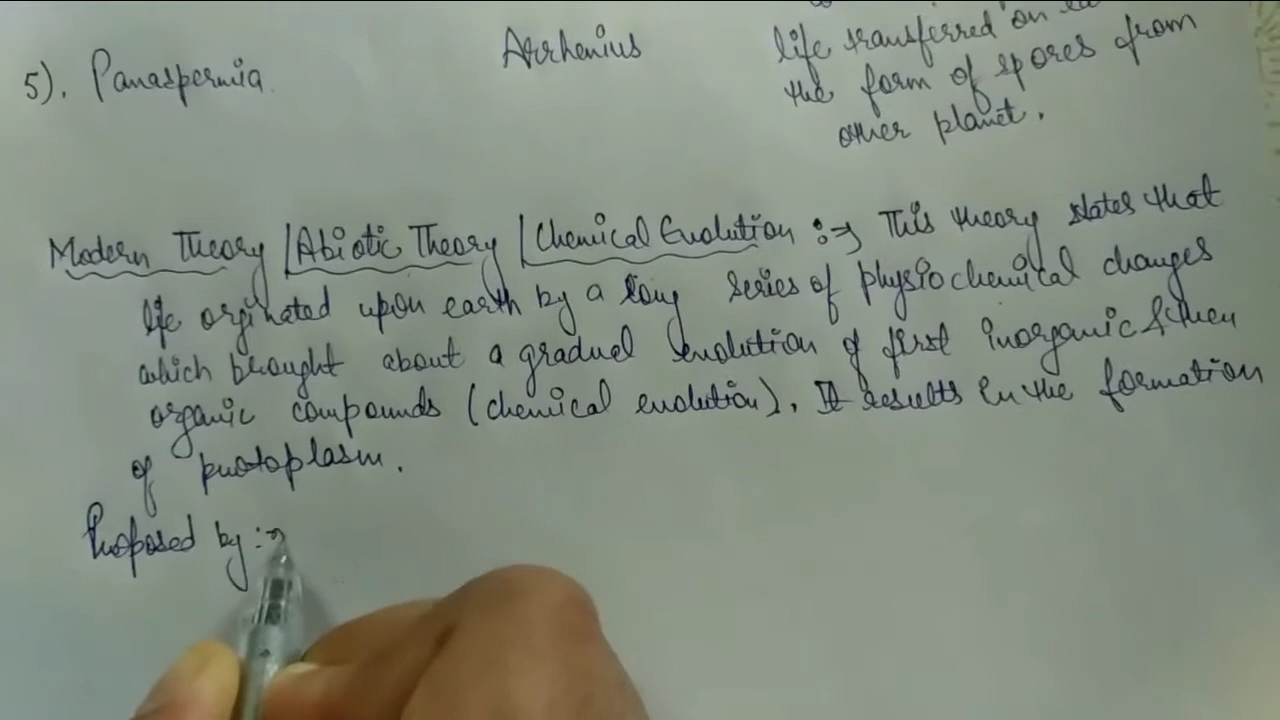 life transferred on
5). Panaspermia Arrhenius the form of spores from
other planet.
Modern Theory |Abiotic Theory |Chemical Evolution :→ This theory states that
life orginated upon earth by a long series of physiochemical changes
which brought about a gradual evolution of first inorganic & then
organic compounds (chemical evolution). It results in the formation
of protoplasm.
Proposed by :→